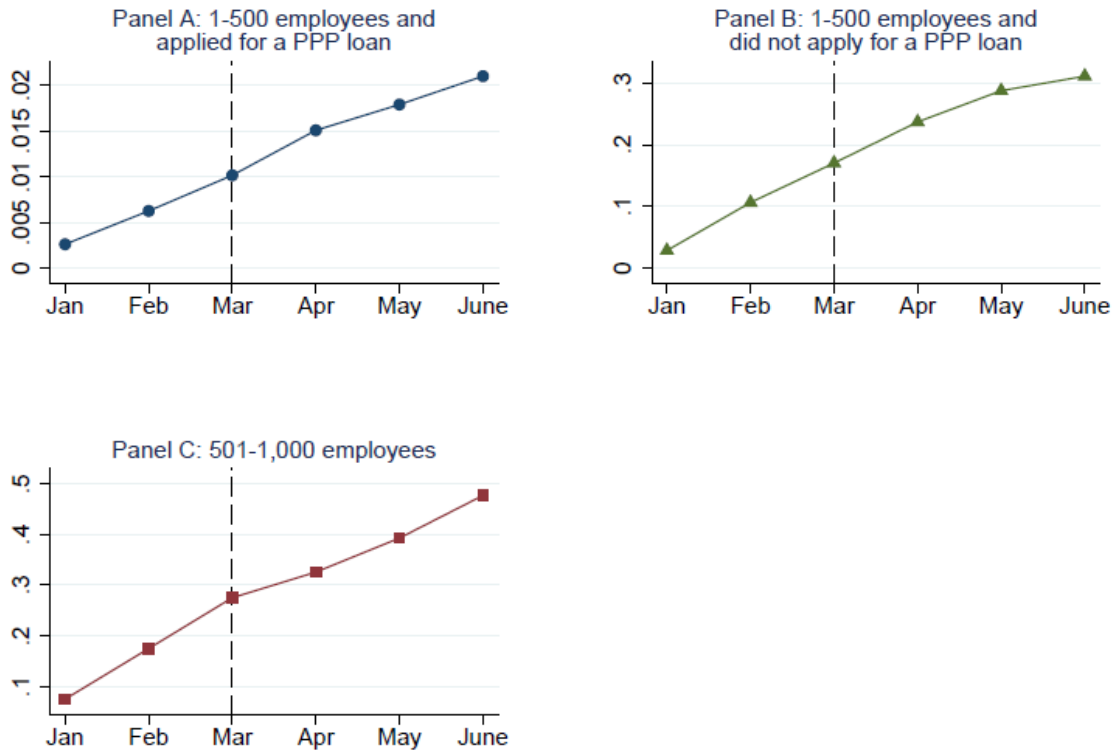 Panel A: 1-500 employees and
applied for a PPP loan
.02
.015
.01
.005
0
Jan Feb Mar Apr May June
Panel B: 1-500 employees and
did not apply for a PPP loan
.3
.2
.1
0
Jan Feb Mar Apr May June
Panel C: 501-1,000 employees
.5
.4
.3
.2
.1
Jan Feb Mar Apr May June